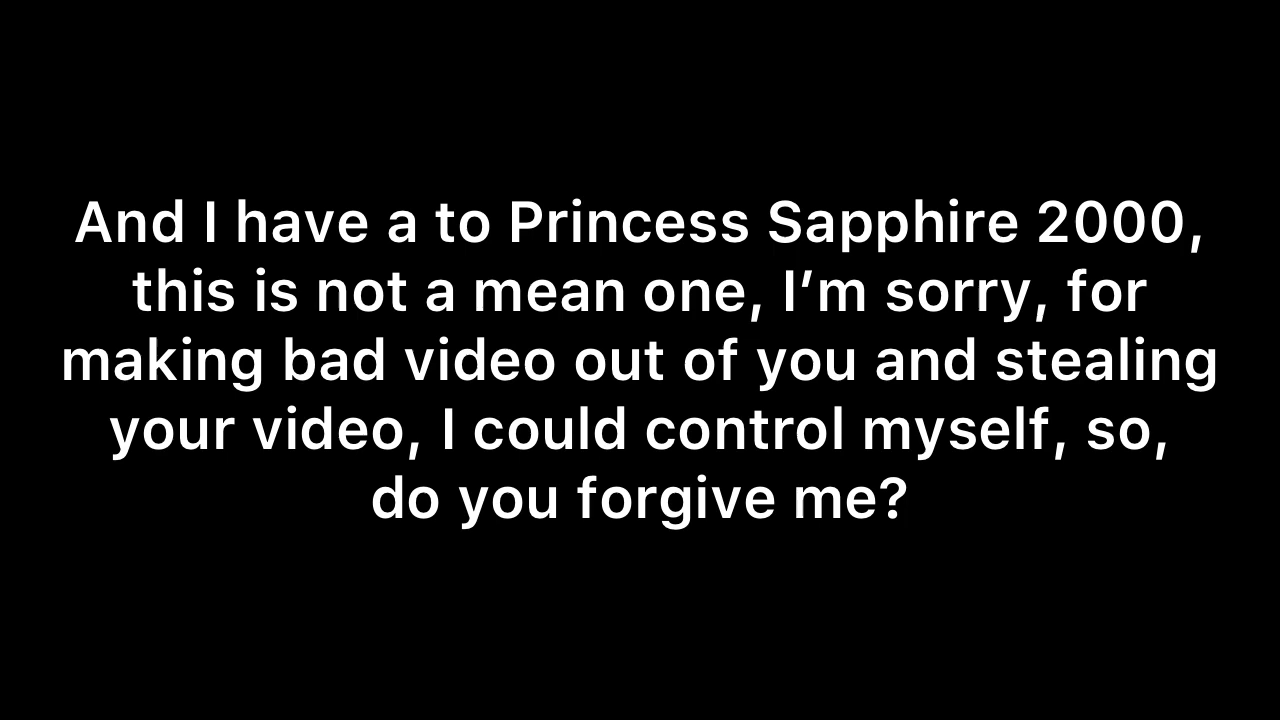 And I have a to Princess Sapphire 2000,
this is not a mean one, I’m sorry, for
making bad video out of you and stealing
your video, I could control myself, so,
do you forgive me?